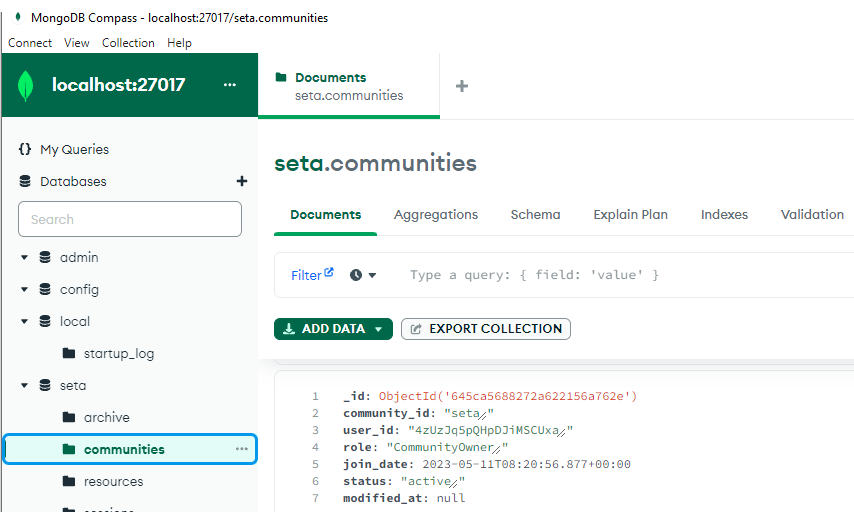 MongoDB Compass - localhost:27017/seta.communities
Connect View Collection Help
localhost:27017 ...
Documents
seta.communities
{} My Queries
Databases +
Search
admin
config
local
startup_log
seta
archive
communities ...
resources
sessions
seta.communities
Documents Aggregations Schema Explain Plan Indexes Validation
Filter Type a query: { field: 'value' }
ADD DATA EXPORT COLLECTION
1 _id: ObjectId('645ca5688272a622156a762e')
2 community_id: "seta"
3 user_id: "4zUzJq5pQHpDJiMSCUxa"
4 role: "CommunityOwner"
5 join_date: 2023-05-11T08:20:56.877+00:00
6 status: "active"
7 modified_at: null